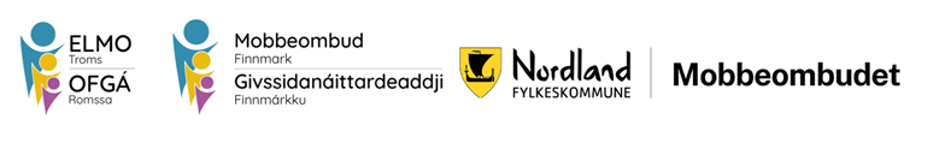 ELMO
Troms
OFGÁ
Romssa
Mobbeombud
Finnmark
Givssidanáittardeaddji
Finnmárkku
Nordland
FYLKESKOMMUNE
Mobbeombudet